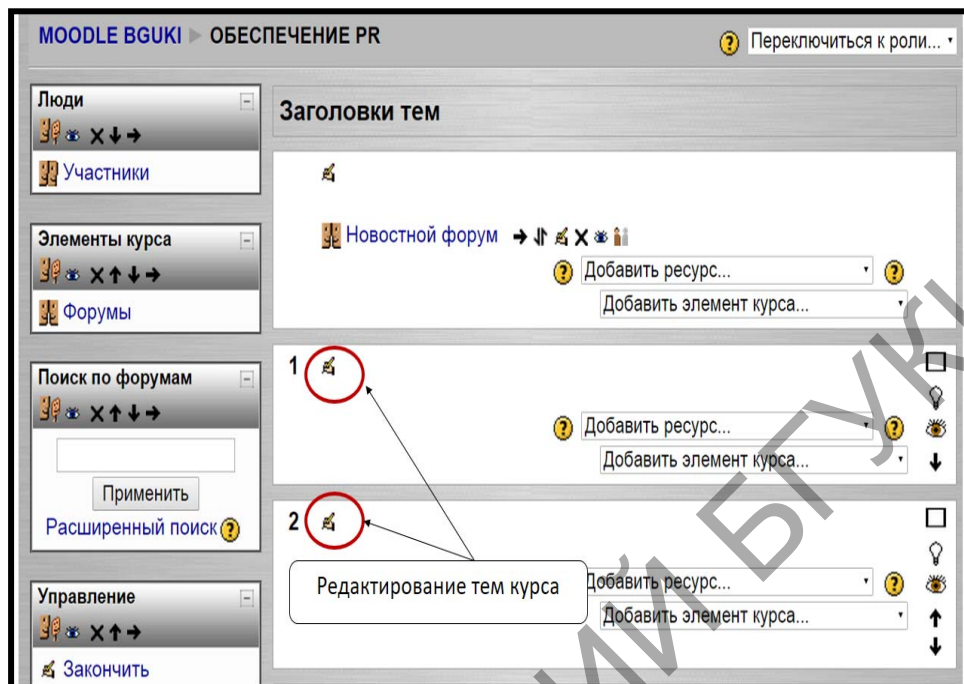 MOODLE BGUKI ► ОБЕСПЕЧЕНИЕ PR
Переключиться к роли...
Люди
Участники
Элементы курса
Форумы
Поиск по форумам
Применить
Расширенный поиск
Управление
Закончить
Заголовки тем
Новостной форум
Добавить ресурс...
Добавить элемент курса...
1
Добавить ресурс...
Добавить элемент курса...
2
Редактирование тем курса
Добавить ресурс...
Добавить элемент курса...
ИЙ БГУКИ